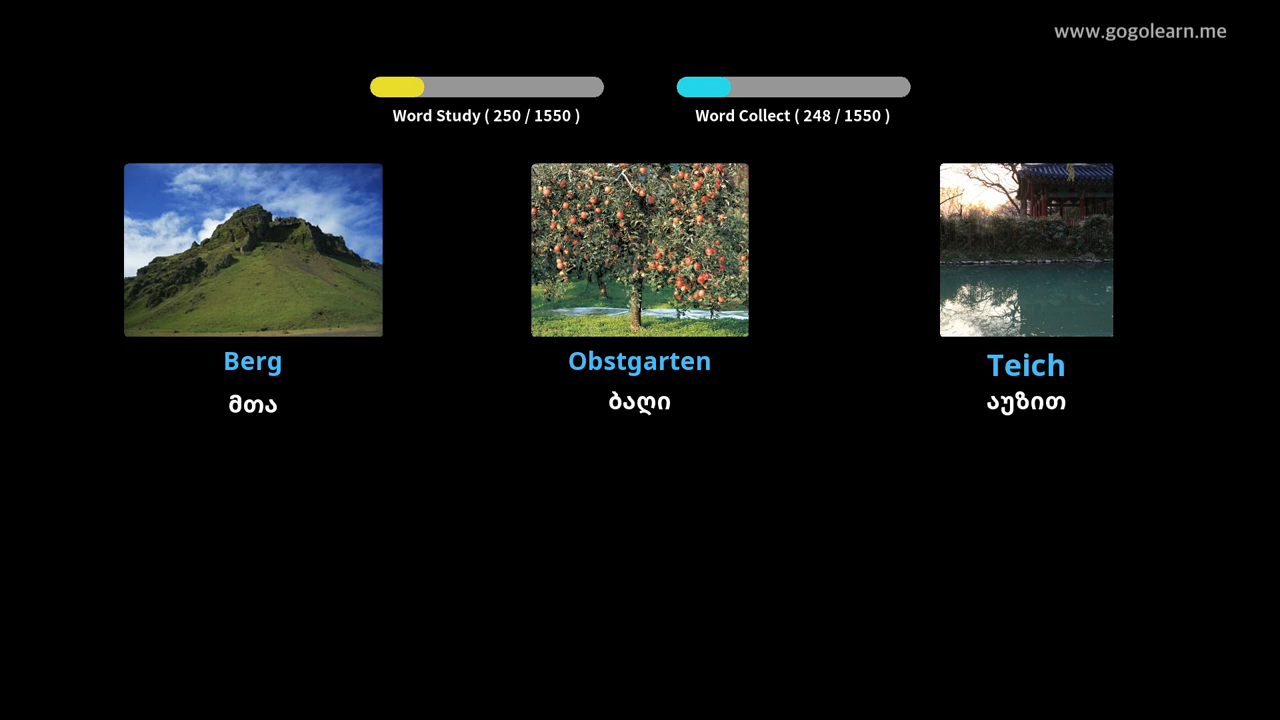 www.gogolearn.me
Word Study ( 250 / 1550 )
Word Collect ( 248 / 1550 )
Berg
Obstgarten
Teich
მთა
ბაღი
აუზით